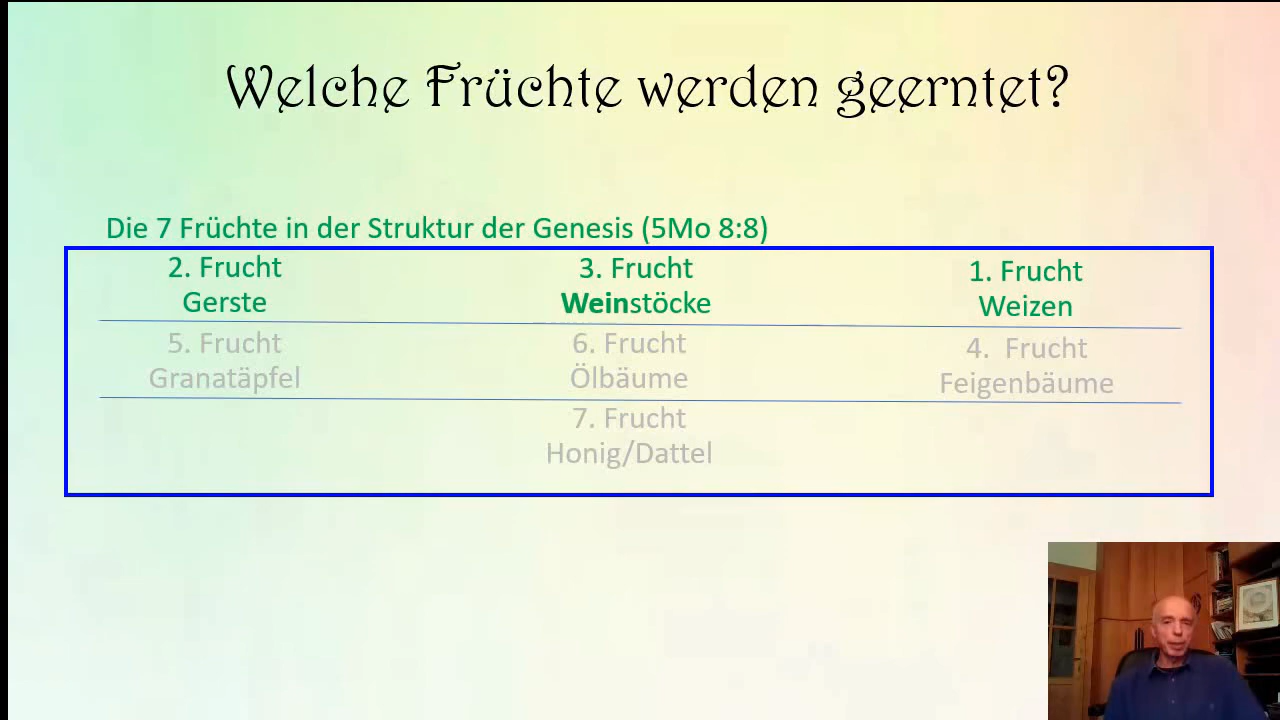 Welche Früchte werden geerntet?
Die 7 Früchte in der Struktur der Genesis (5Mo 8:8)
2. Frucht 3. Frucht 1. Frucht
Gerste Weinstöcke Weizen
5. Frucht 6. Frucht 4. Frucht
Granatäpfel Ölbäume Feigenbäume
7. Frucht
Honig/Dattel